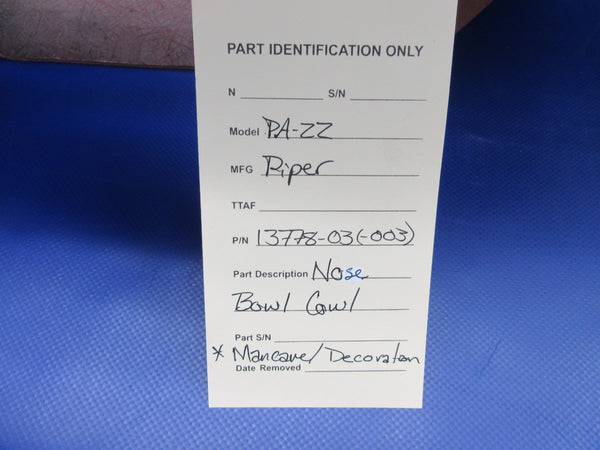 PART IDENTIFICATION ONLY
N S/N
Model PA-22
MFG Piper
TTAF
P/N 13778-03(-003)
Part Description Nose
Bowl Cowl
Part S/N
* Mancave/Decoration
Date Removed